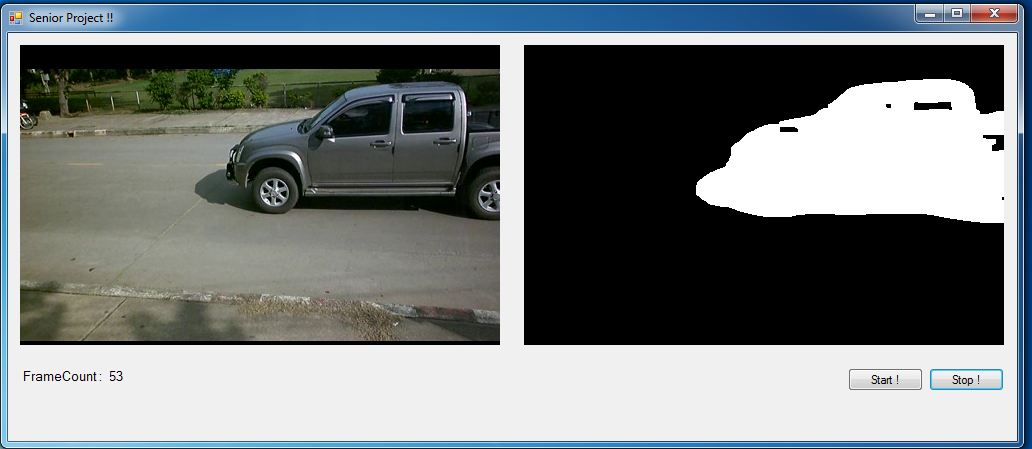 Senior Project !!
FrameCount: 53
Start !
Stop !